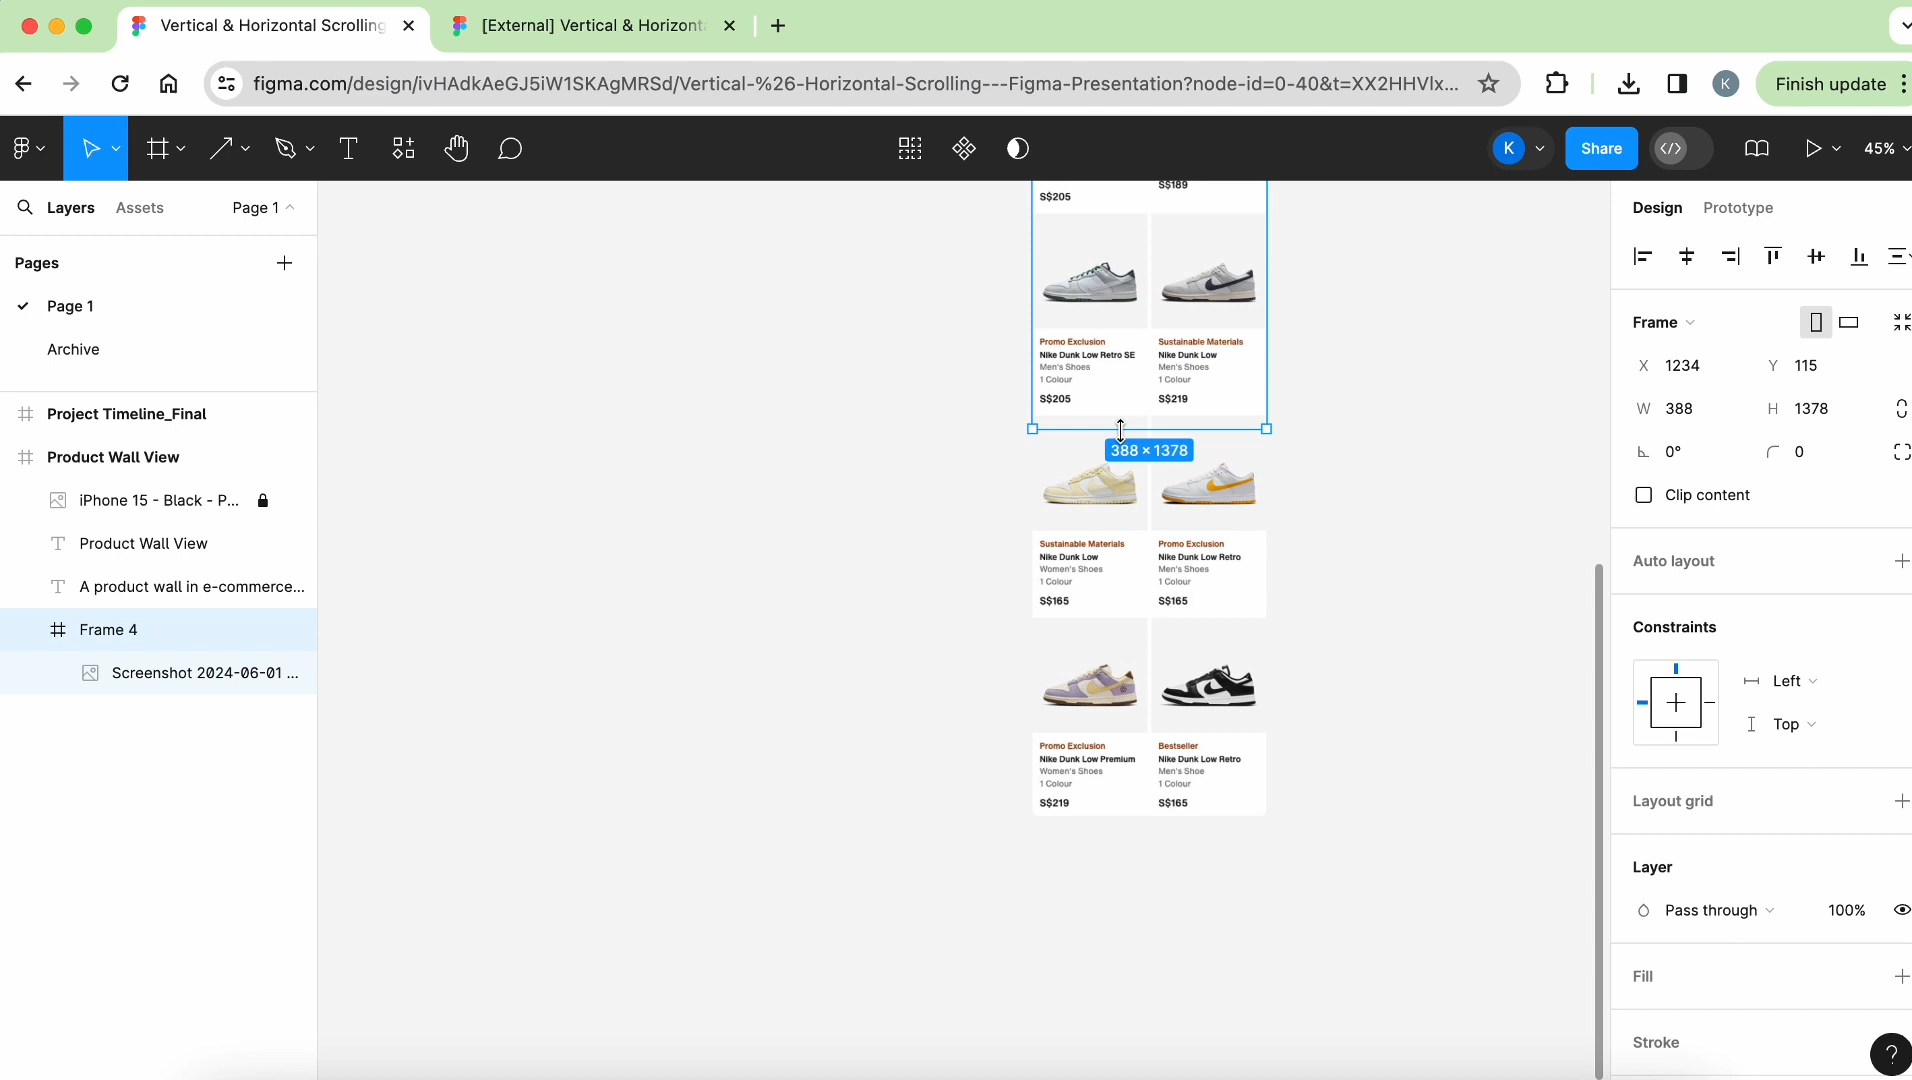 Vertical & Horizontal Scrolling
[External] Vertical & Horizont
figma.com/design/ivHAdkAeGJ5iW1SKAgMRSd/Vertical-%26-Horizontal-Scrolling---Figma-Presentation?node-id=0-40&t=XX2HHVlx...
K
Finish update
K
Share
45%
Layers
Assets
Page 1
Pages
Page 1
Archive
Project Timeline_Final
Product Wall View
iPhone 15 - Black - P...
Product Wall View
A product wall in e-commerce...
Frame 4
Screenshot 2024-06-01 ...
S$205
S$189
Promo Exclusion
Nike Dunk Low Retro SE
Men's Shoes
1 Colour
S$205
Sustainable Materials
Nike Dunk Low
Men's Shoes
1 Colour
S$219
388 × 1378
Sustainable Materials
Nike Dunk Low
Women's Shoes
1 Colour
S$165
Promo Exclusion
Nike Dunk Low Retro
Men's Shoes
1 Colour
S$165
Promo Exclusion
Nike Dunk Low Premium
Women's Shoes
1 Colour
S$219
Bestseller
Nike Dunk Low Retro
Men's Shoe
1 Colour
S$165
Design
Prototype
Frame
X 1234
Y 115
W 388
H 1378
0°
0
Clip content
Auto layout
Constraints
Left
Top
Layout grid
Layer
Pass through
100%
Fill
Stroke
?